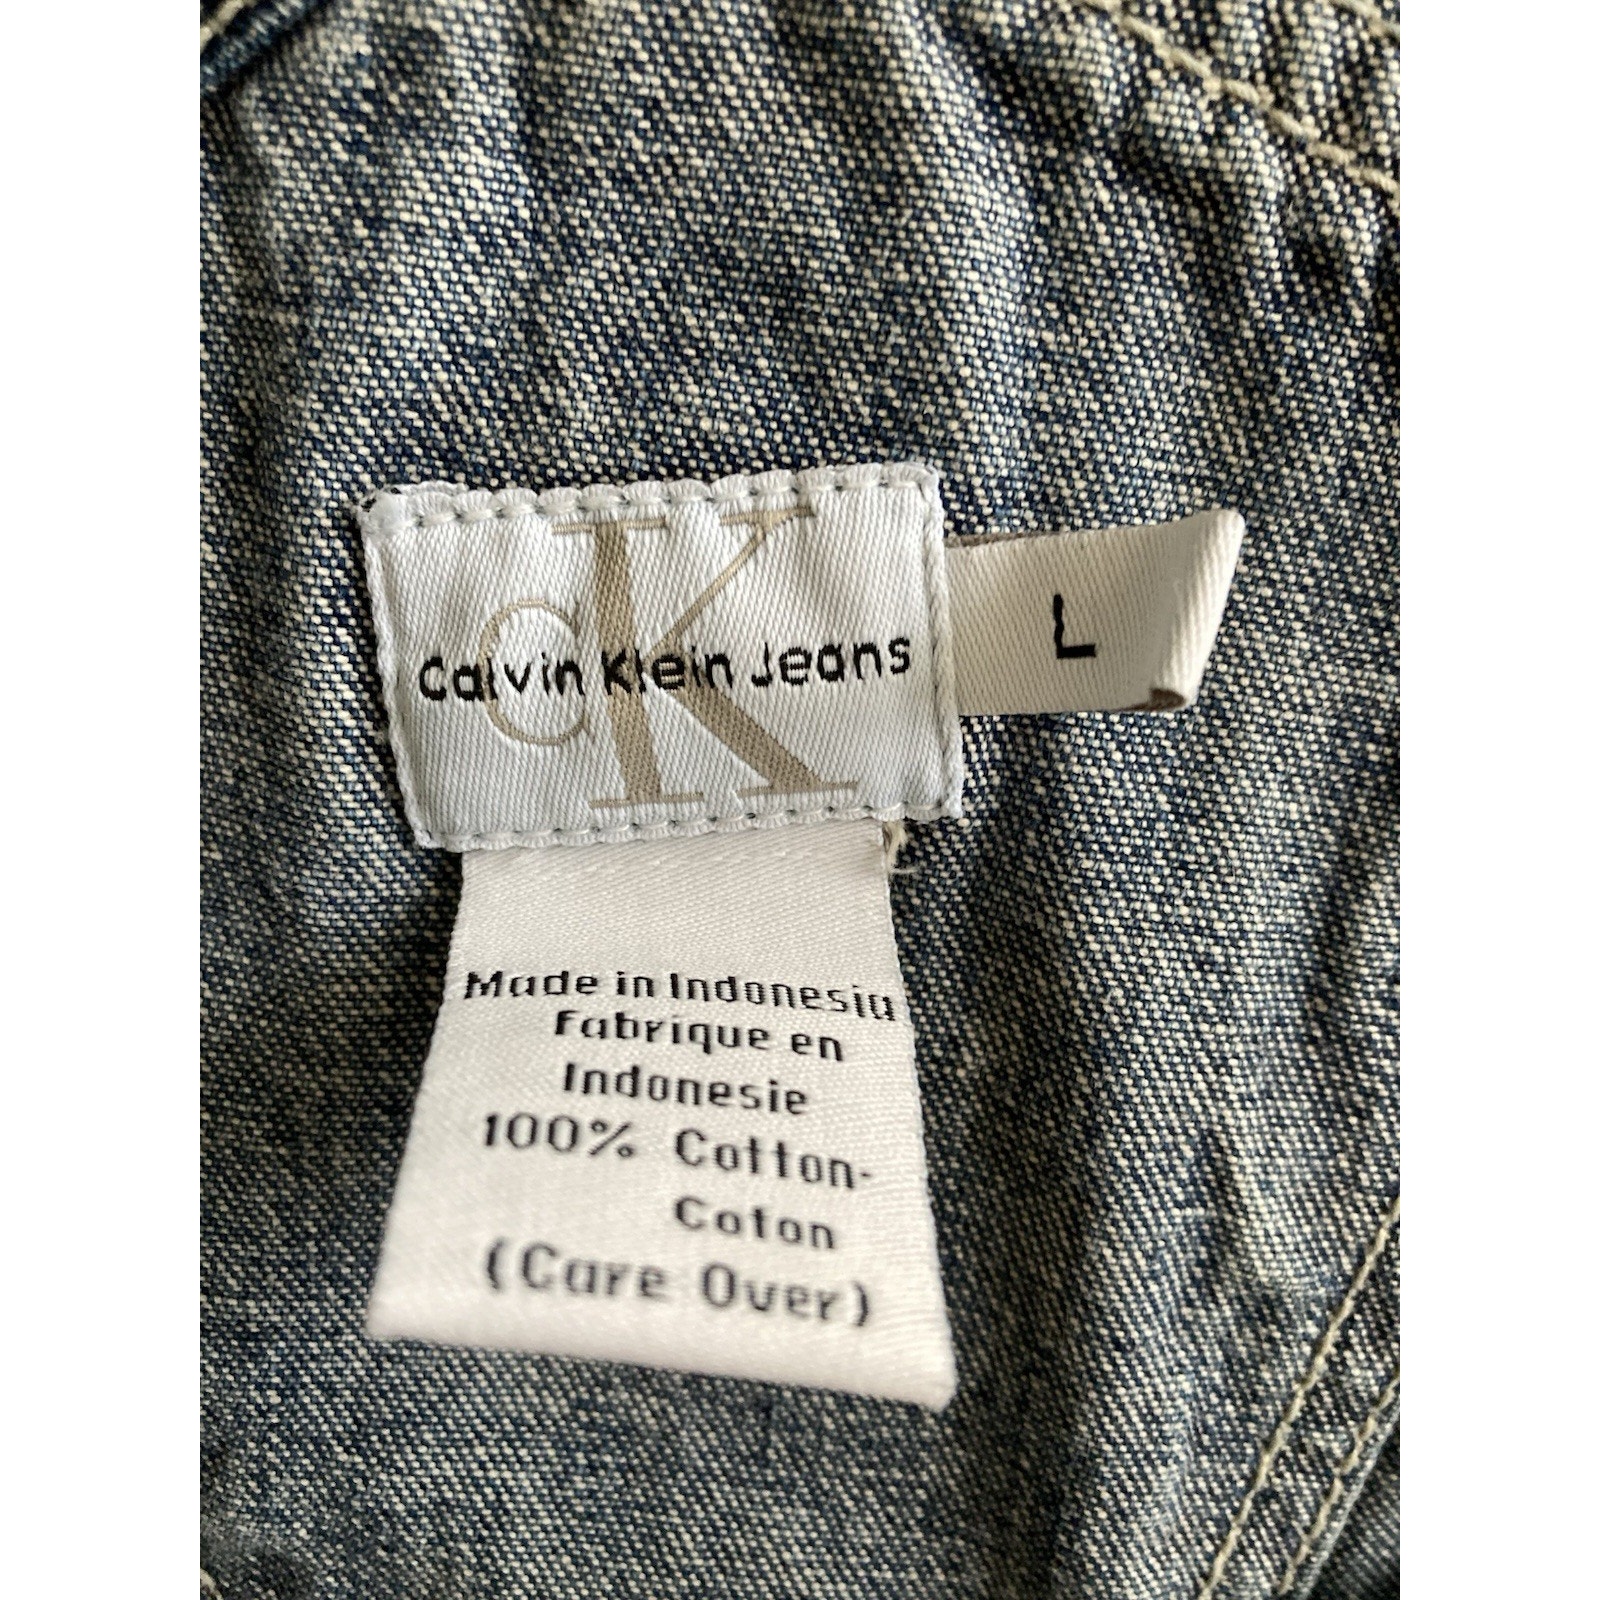 CK
Calvin Klein Jeans
L
Made in Indonesia
Fabrique en
Indonesie
100% Cotton-
Coton
(Care Over)